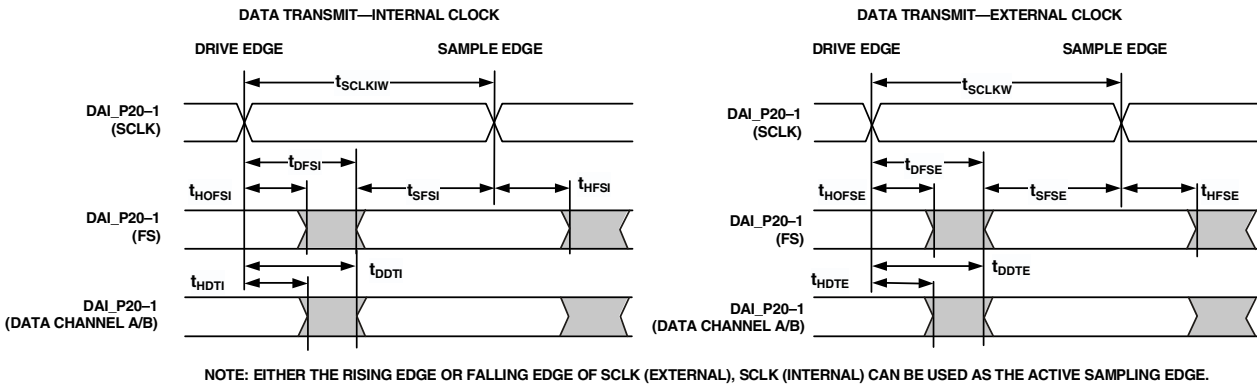 DATA TRANSMIT—INTERNAL CLOCK
DRIVE EDGE
SAMPLE EDGE
tSCLKIW
DAI_P20–1
(SCLK)
tDFSI
tHOFSI
tSFSI
tHFSI
DAI_P20–1
(FS)
tDDTI
tHDTI
DAI_P20–1
(DATA CHANNEL A/B)
DATA TRANSMIT—EXTERNAL CLOCK
DRIVE EDGE
SAMPLE EDGE
tSCLKW
DAI_P20–1
(SCLK)
tDFSE
tHOFSE
tSFSE
tHFSE
DAI_P20–1
(FS)
tDDTE
tHDTE
DAI_P20–1
(DATA CHANNEL A/B)
NOTE: EITHER THE RISING EDGE OR FALLING EDGE OF SCLK (EXTERNAL), SCLK (INTERNAL) CAN BE USED AS THE ACTIVE SAMPLING EDGE.